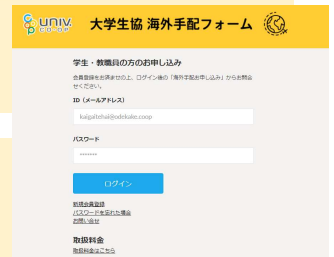 UNIV.
CO-OP
大学生協 海外手配フォーム
学生・教職員の方のお申し込み
会員登録をお済ませの上、ログイン後の「海外手配お申し込み」からお問合
せください。
ID（メールアドレス）
kaigaitehai@odekake.coop
パスワード
*******
ログイン
新規会員登録
パスワードを忘れた場合
お問い合せ
取扱料金
取扱料金はこちら